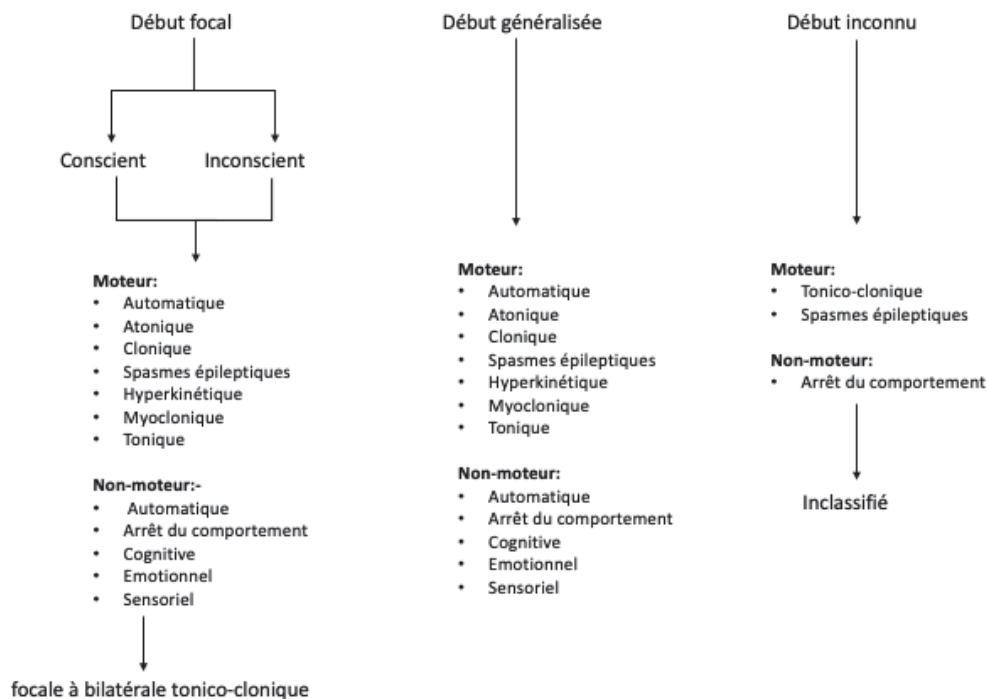 Début focal
Conscient
Inconscient
Moteur:
• Automatique
• Atonique
• Clonique
• Spasmes épileptiques
• Hyperkinétique
• Myoclonique
• Tonique
Non-moteur:-
• Automatique
• Arrêt du comportement
• Cognitive
• Emotionnel
• Sensoriel
focale à bilatérale tonico-clonique
Début généralisée
Moteur:
• Automatique
• Atonique
• Clonique
• Spasmes épileptiques
• Hyperkinétique
• Myoclonique
• Tonique
Non-moteur:
• Automatique
• Arrêt du comportement
• Cognitive
• Emotionnel
• Sensoriel
Début inconnu
Moteur:
• Tonico-clonique
• Spasmes épileptiques
Non-moteur:
• Arrêt du comportement
Inclassifié